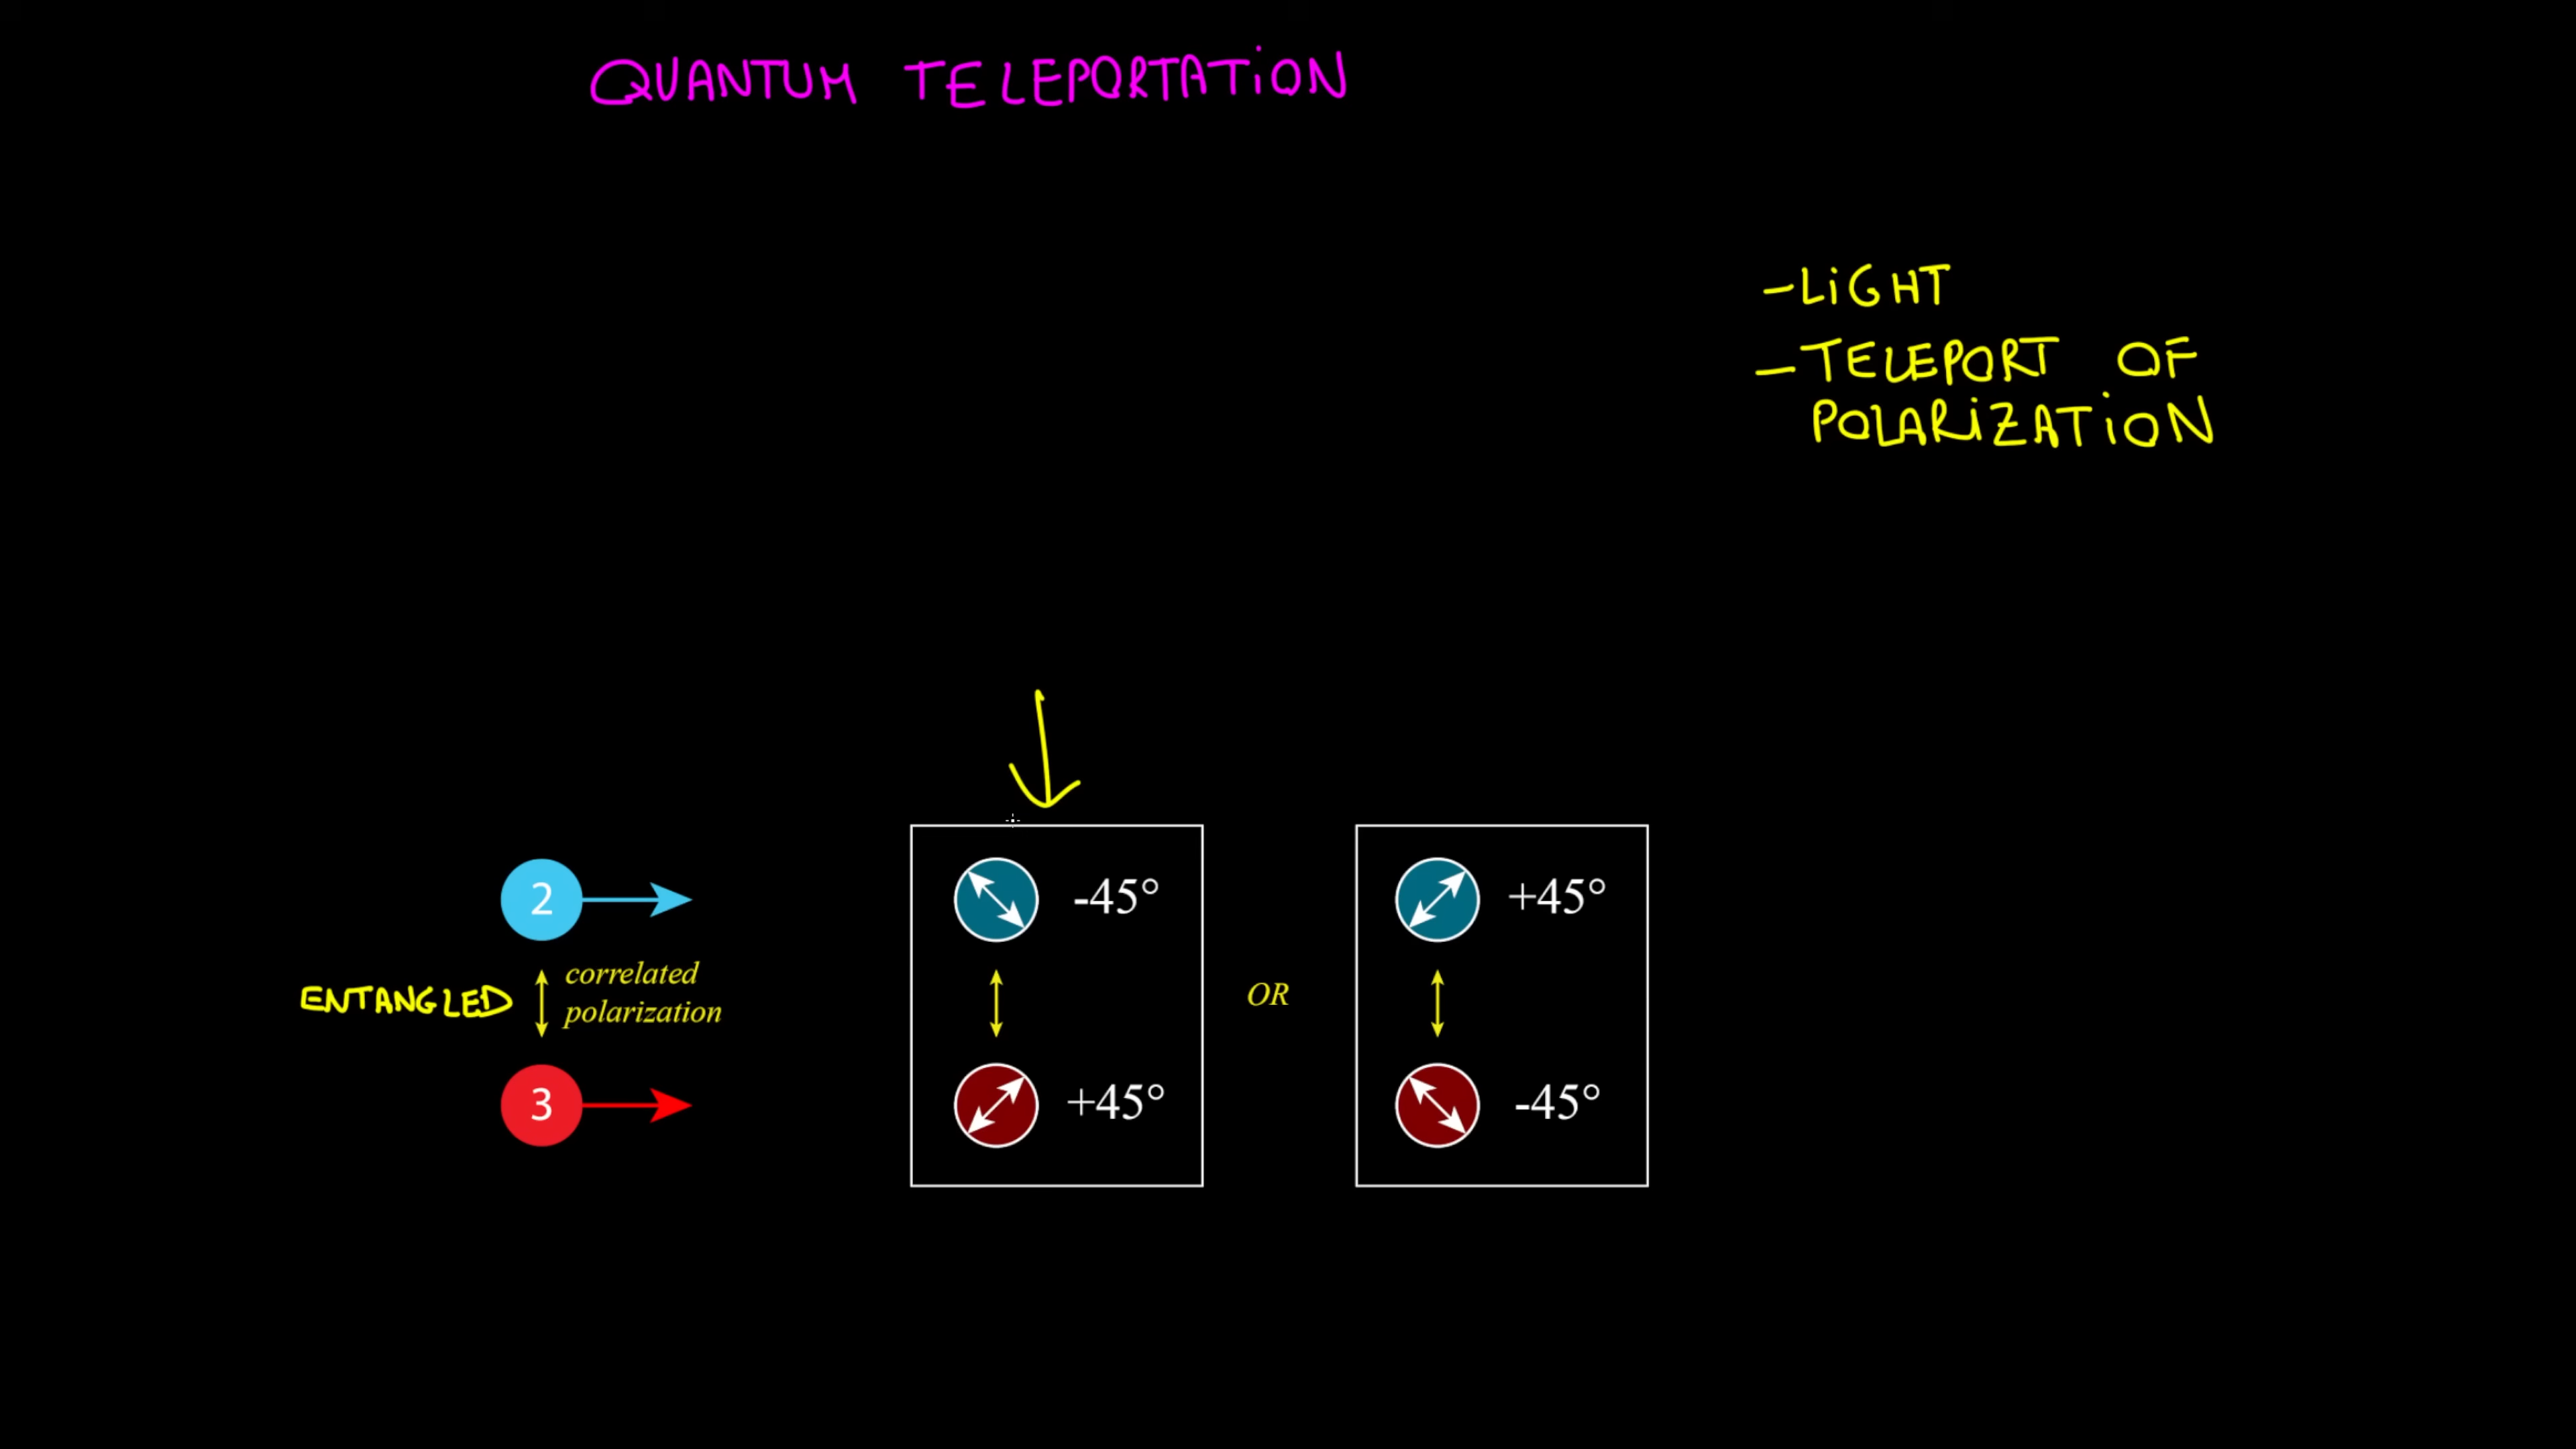 QUANTUM TELEPORTATION
-LIGHT
-TELEPORT OF
POLARIZATION
2
-45°
+45°
ENTANGLED
correlated
polarization
OR
3
+45°
-45°